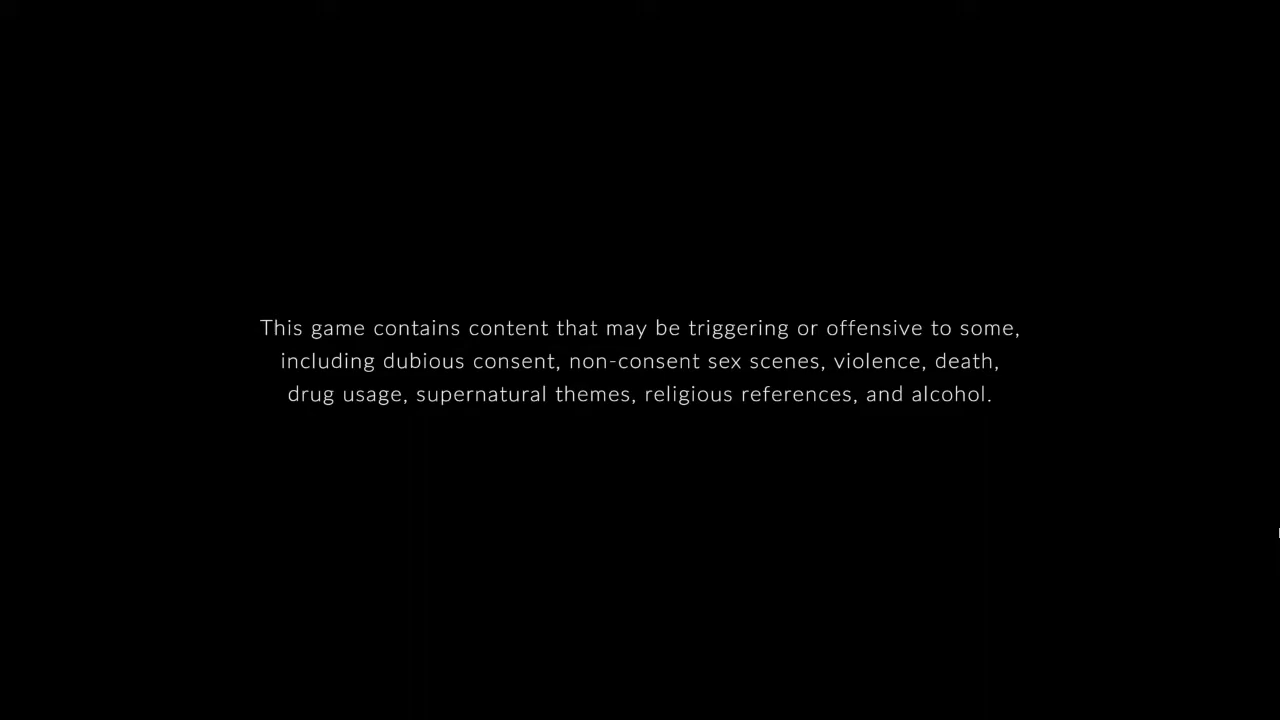 This game contains content that may be triggering or offensive to some,
including dubious consent, non-consent sex scenes, violence, death,
drug usage, supernatural themes, religious references, and alcohol.